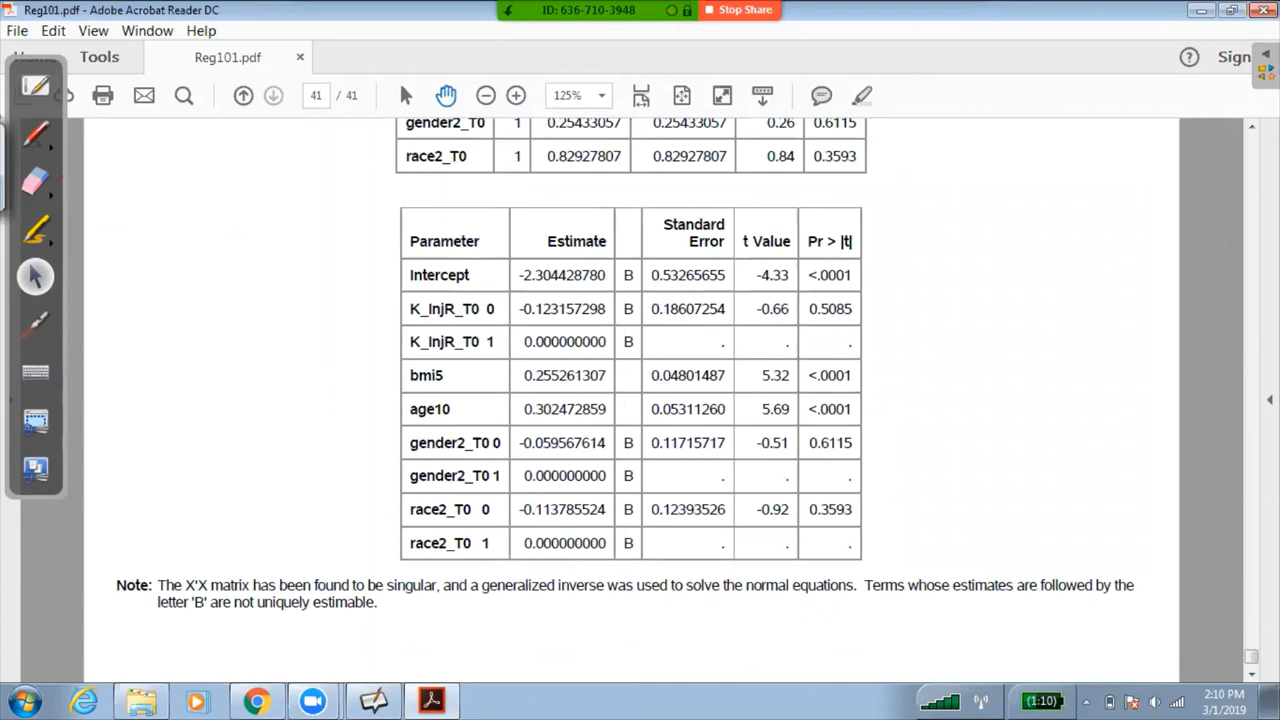 Reg101.pdf - Adobe Acrobat Reader DC
ID: 636-710-3948
Stop Share
File Edit View Window Help
Tools
Reg101.pdf ×
? Sign
41 / 41
125%
gender2_T0 1 0.25433057 0.25433057 0.26 0.6115
race2_T0 1 0.82927807 0.82927807 0.84 0.3593
Parameter Estimate Standard Error t Value Pr > |t|
Intercept -2.304428780 B 0.53265655 -4.33 <.0001
K_InjR_T0 0 -0.123157298 B 0.18607254 -0.66 0.5085
K_InjR_T0 1 0.000000000 B . . .
bmi5 0.255261307 0.04801487 5.32 <.0001
age10 0.302472859 0.05311260 5.69 <.0001
gender2_T0 0 -0.059567614 B 0.11715717 -0.51 0.6115
gender2_T0 1 0.000000000 B . . .
race2_T0 0 -0.113785524 B 0.12393526 -0.92 0.3593
race2_T0 1 0.000000000 B . . .
Note: The X'X matrix has been found to be singular, and a generalized inverse was used to solve the normal equations. Terms whose estimates are followed by the
letter 'B' are not uniquely estimable.
(1:10)
2:10 PM
3/1/2019